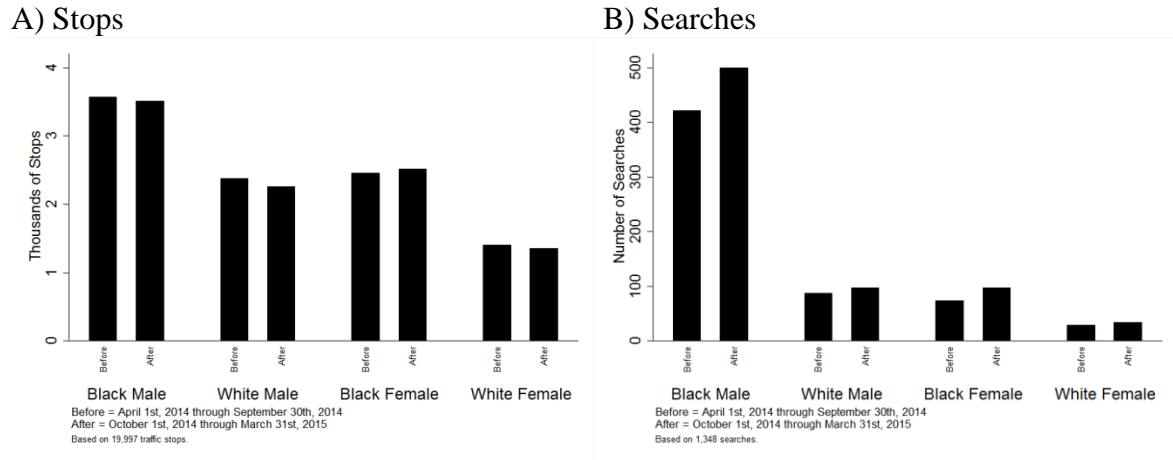 A) Stops
Thousands of Stops
4
3
2
1
0
Before
After
Before
After
Before
After
Before
After
Black Male
White Male
Black Female
White Female
Before = April 1st, 2014 through September 30th, 2014
After = October 1st, 2014 through March 31st, 2015
Based on 19,997 traffic stops.
B) Searches
Number of Searches
500
400
300
200
100
0
Before
After
Before
After
Before
After
Before
After
Black Male
White Male
Black Female
White Female
Before = April 1st, 2014 through September 30th, 2014
After = October 1st, 2014 through March 31st, 2015
Based on 1,348 searches.